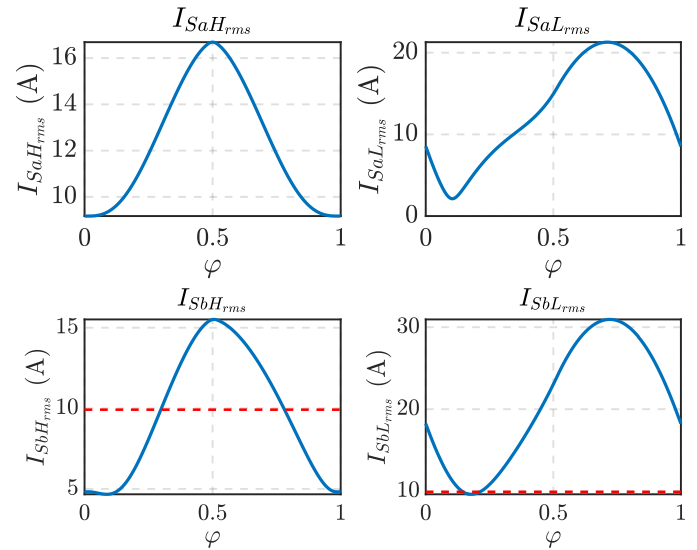 I_{SaH_{rms}}
I_{SaH_{rms}} (A)
16
14
12
10
0 0.5 1
φ
I_{SaL_{rms}}
I_{SaL_{rms}} (A)
20
10
0
0 0.5 1
φ
I_{SbH_{rms}}
I_{SbH_{rms}} (A)
15
10
5
0 0.5 1
φ
I_{SbL_{rms}}
I_{SbL_{rms}} (A)
30
20
10
0 0.5 1
φ